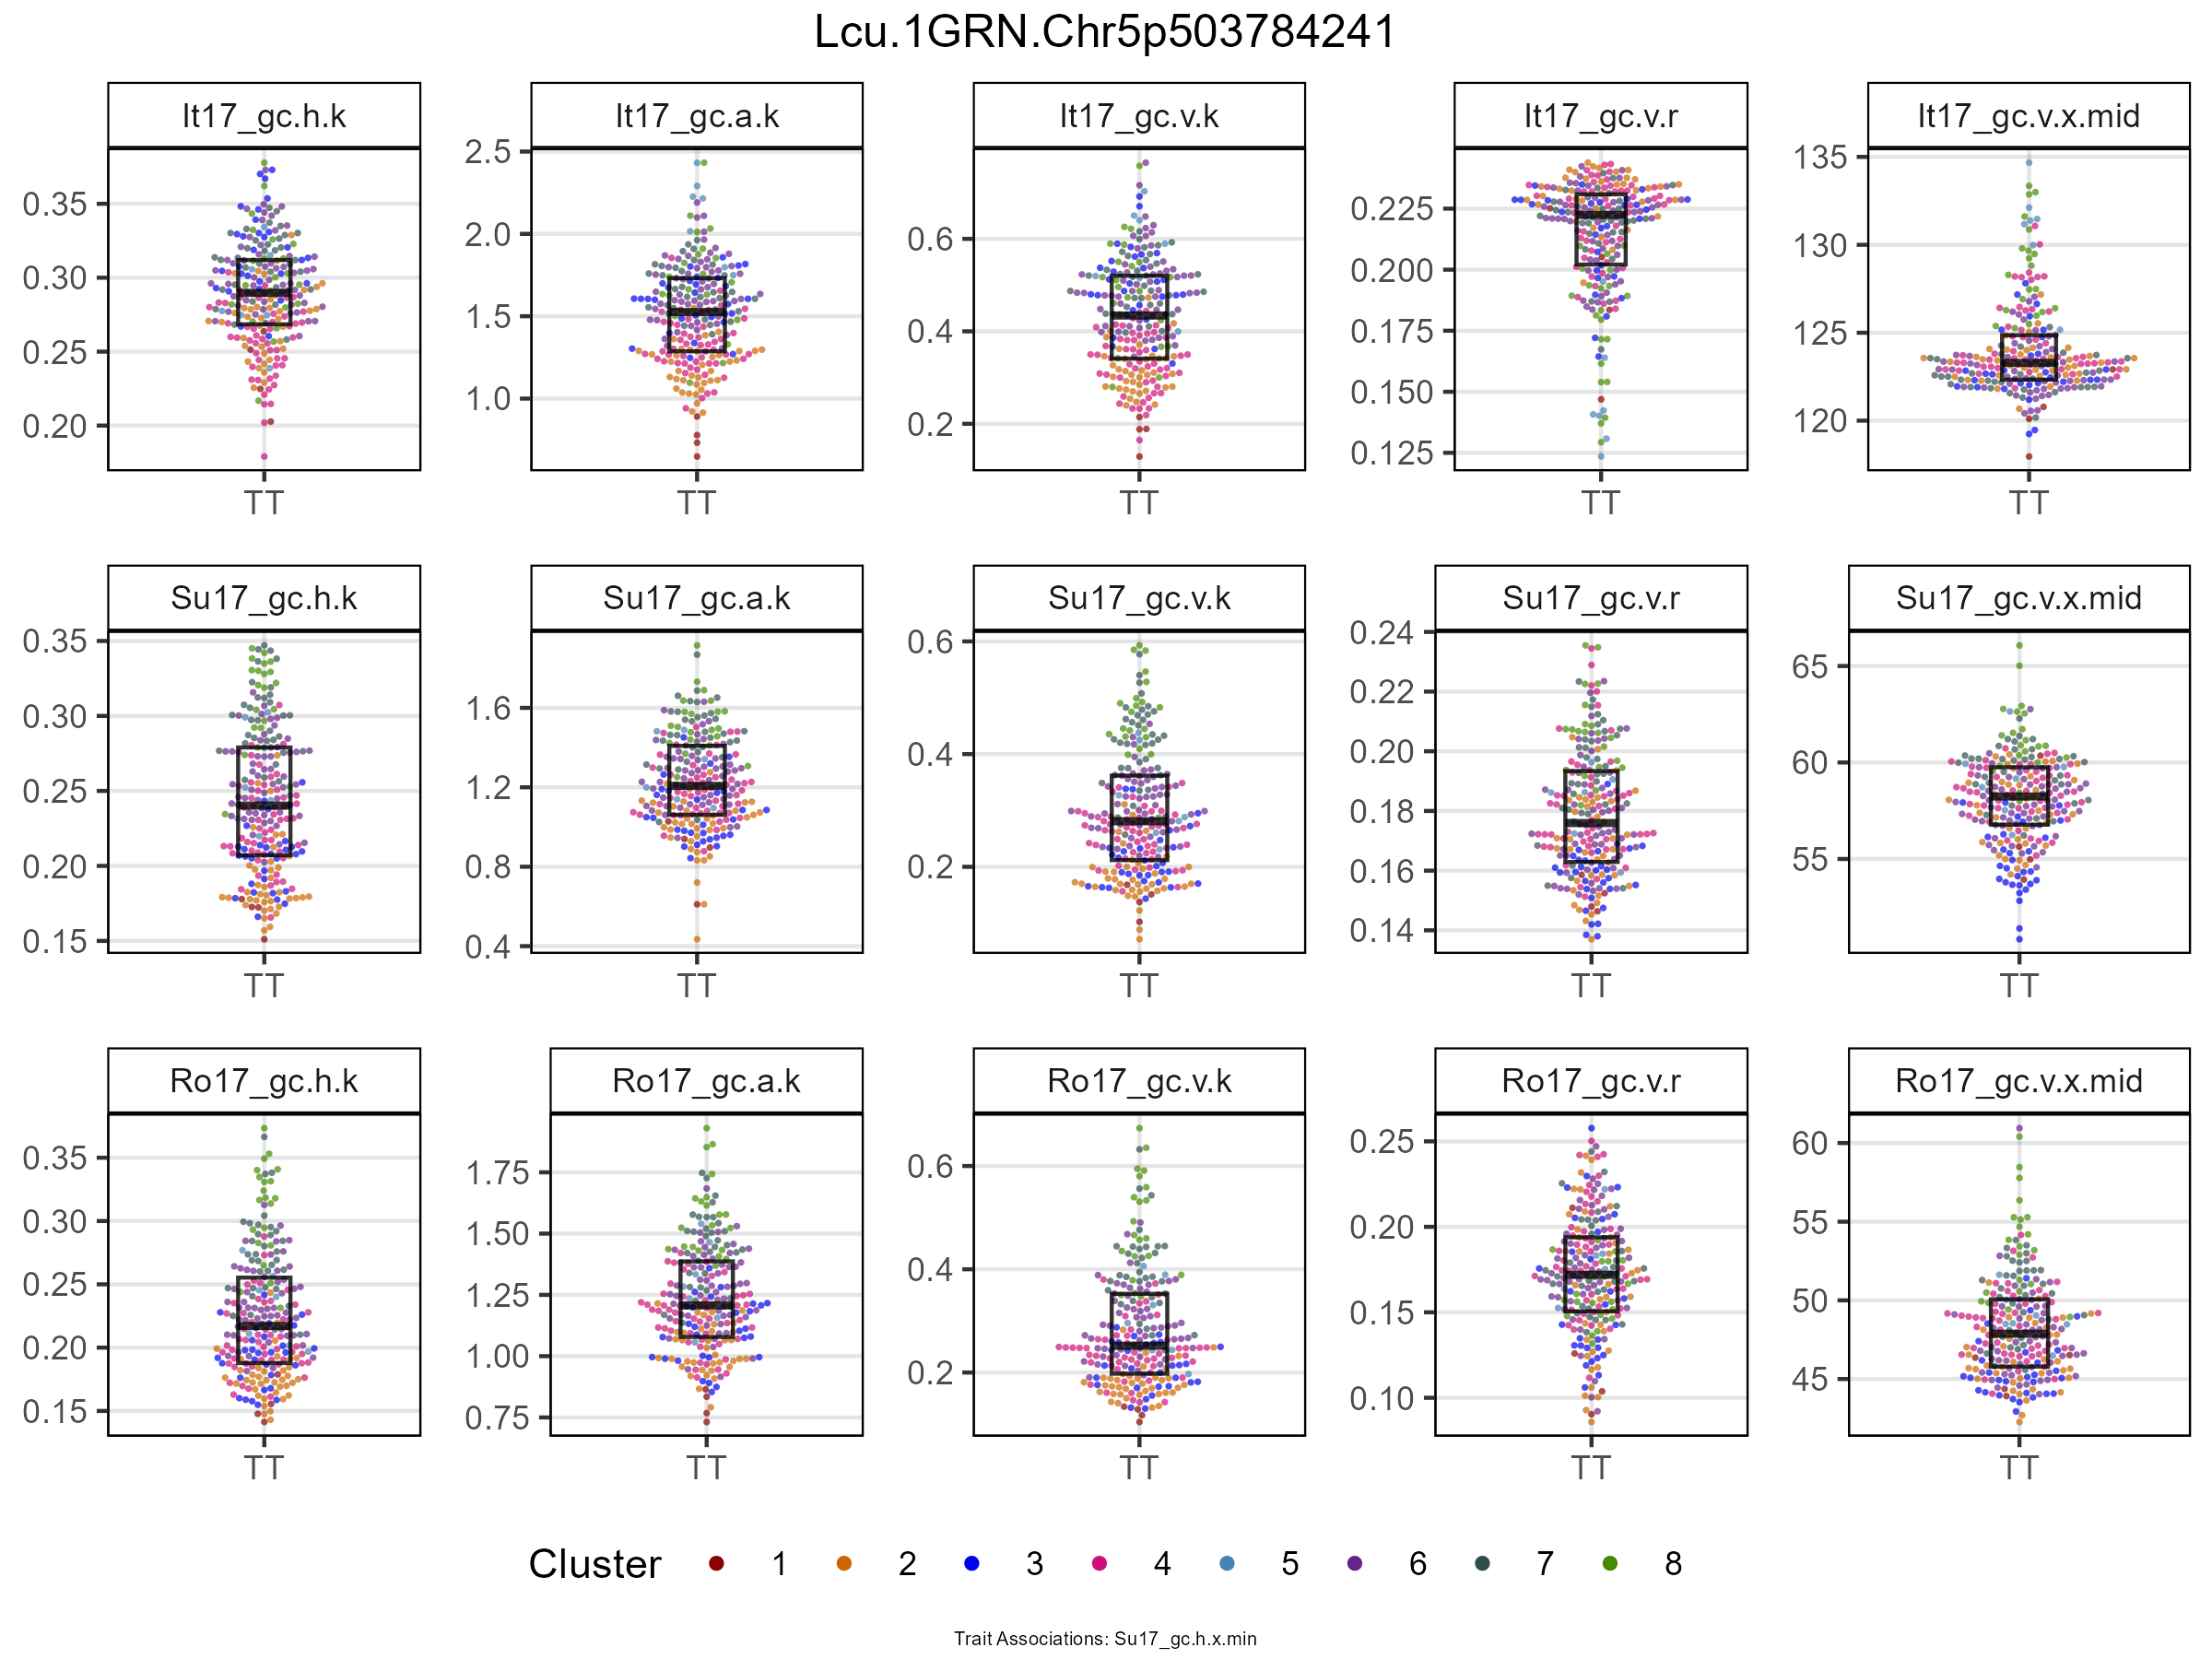 Lcu.1GRN.Chr5p503784241
It17_gc.h.k It17_gc.a.k It17_gc.v.k It17_gc.v.r It17_gc.v.x.mid
0.35 0.30 0.25 0.20
2.5 2.0 1.5 1.0
0.6 0.4 0.2
0.225 0.200 0.175 0.150 0.125
135 130 125 120
TT TT TT TT TT
Su17_gc.h.k Su17_gc.a.k Su17_gc.v.k Su17_gc.v.r Su17_gc.v.x.mid
0.35 0.30 0.25 0.20 0.15
1.6 1.2 0.8 0.4
0.6 0.4 0.2
0.24 0.22 0.20 0.18 0.16 0.14
65 60 55
TT TT TT TT TT
Ro17_gc.h.k Ro17_gc.a.k Ro17_gc.v.k Ro17_gc.v.r Ro17_gc.v.x.mid
0.35 0.30 0.25 0.20 0.15
1.75 1.50 1.25 1.00 0.75
0.6 0.4 0.2
0.25 0.20 0.15 0.10
60 55 50 45
TT TT TT TT TT
Cluster 1 2 3 4 5 6 7 8
Trait Associations: Su17_gc.h.x.min